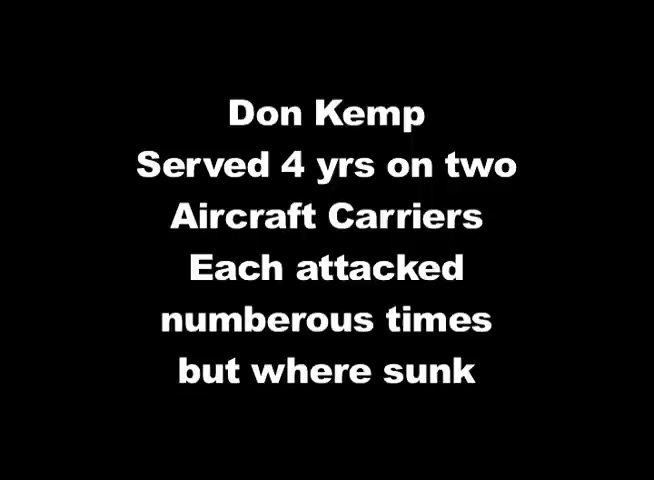 Don Kemp
Served 4 yrs on two
Aircraft Carriers
Each attacked
numberous times
but where sunk